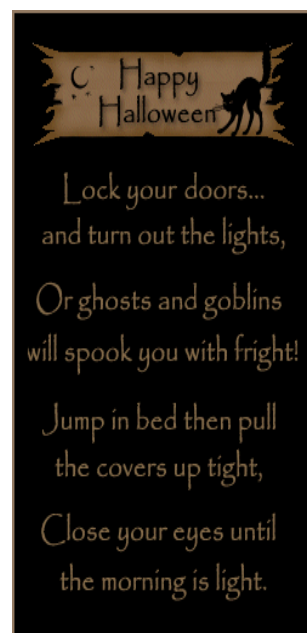 Happy
Halloween
Lock your doors...
and turn out the lights,
Or ghosts and goblins
will spook you with fright!
Jump in bed then pull
the covers up tight,
Close your eyes until
the morning is light.